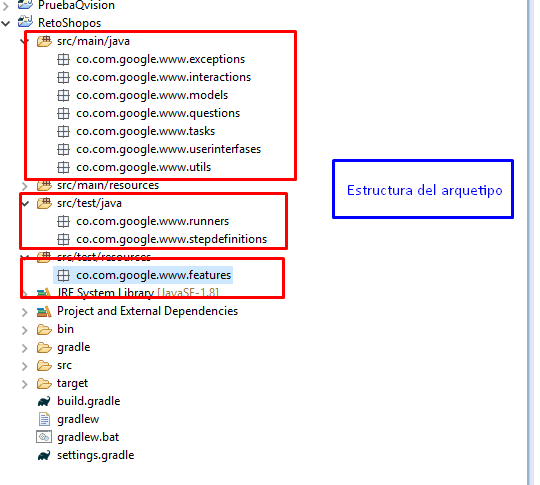 PruebaQvision
RetoShopos
src/main/java
co.com.google.www.exceptions
co.com.google.www.interactions
co.com.google.www.models
co.com.google.www.questions
co.com.google.www.tasks
co.com.google.www.userinterfases
co.com.google.www.utils
src/main/resources
Estructura del arquetipo
src/test/java
co.com.google.www.runners
co.com.google.www.stepdefinitions
src/test/resources
co.com.google.www.features
JRE System Library [JavaSE-1.8]
Project and External Dependencies
bin
gradle
src
target
build.gradle
gradlew
gradlew.bat
settings.gradle